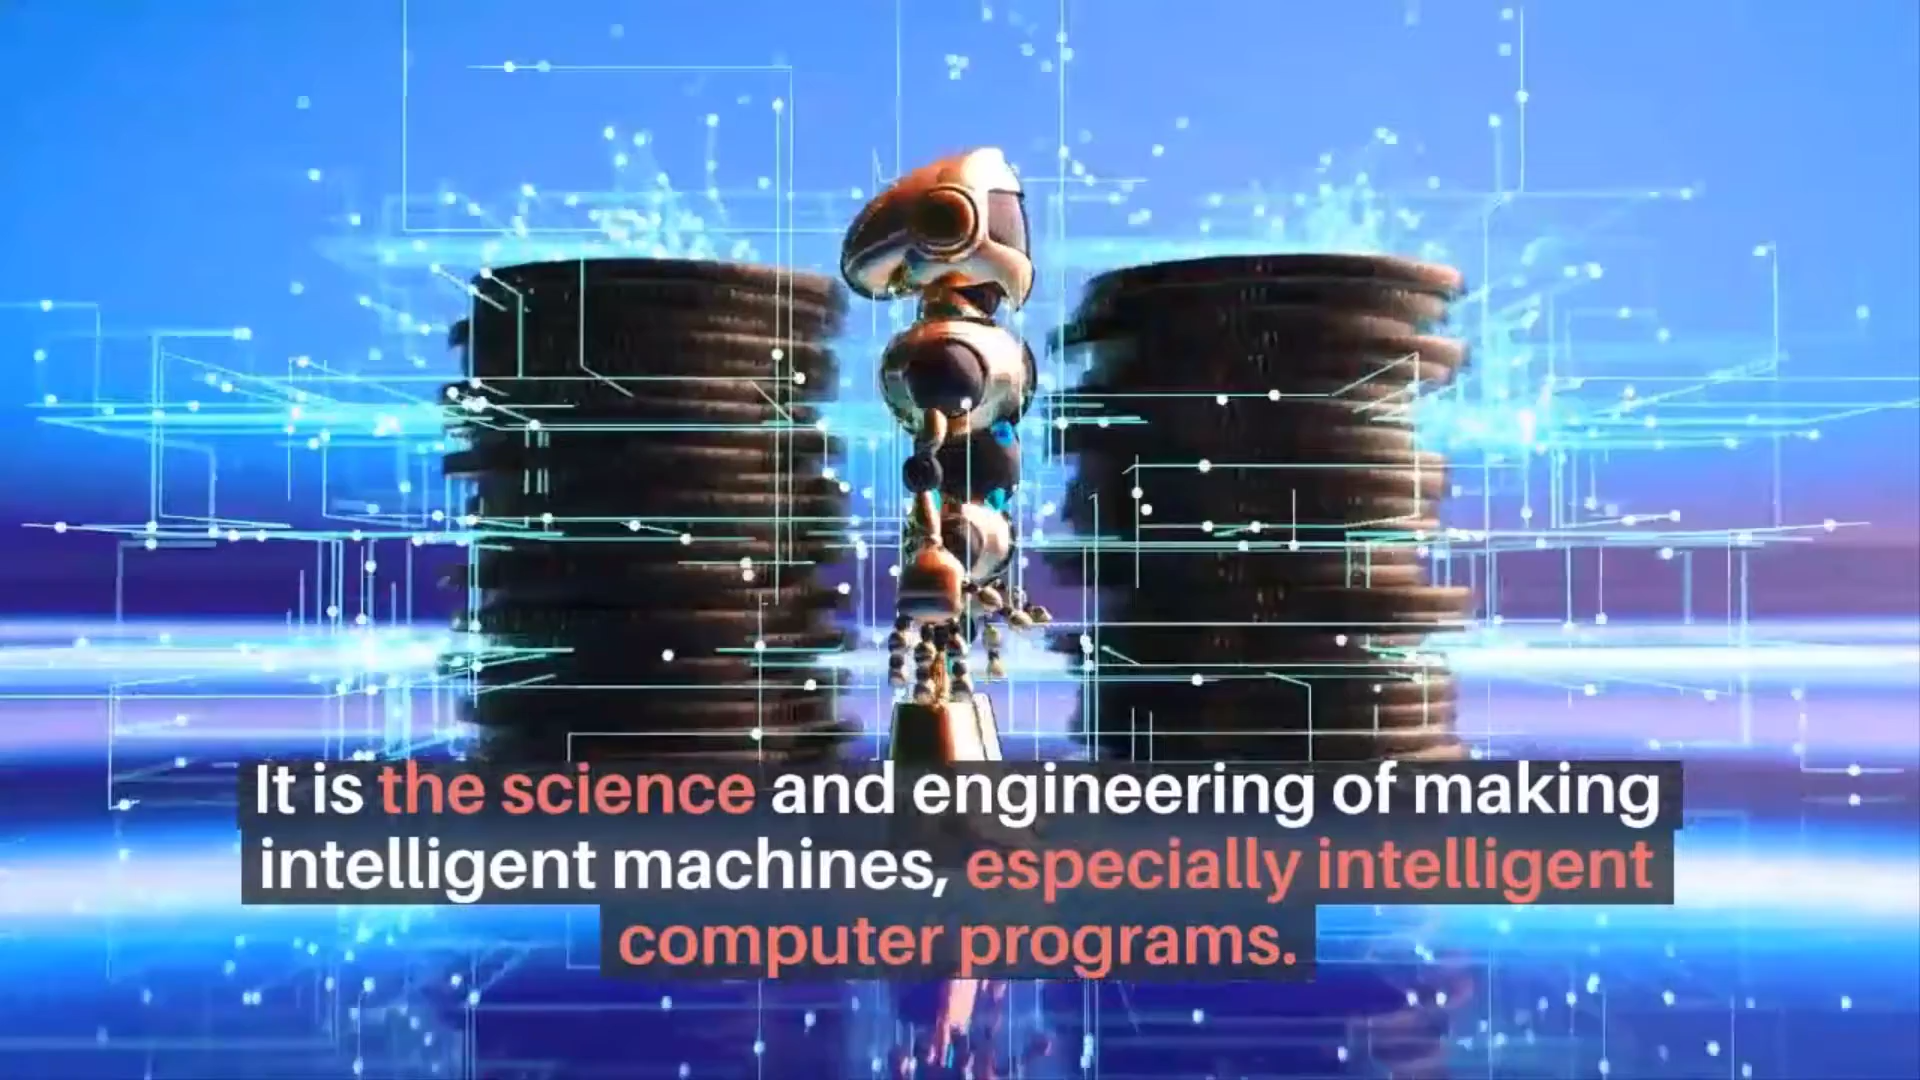 It is the science and engineering of making
intelligent machines, especially intelligent
computer programs.